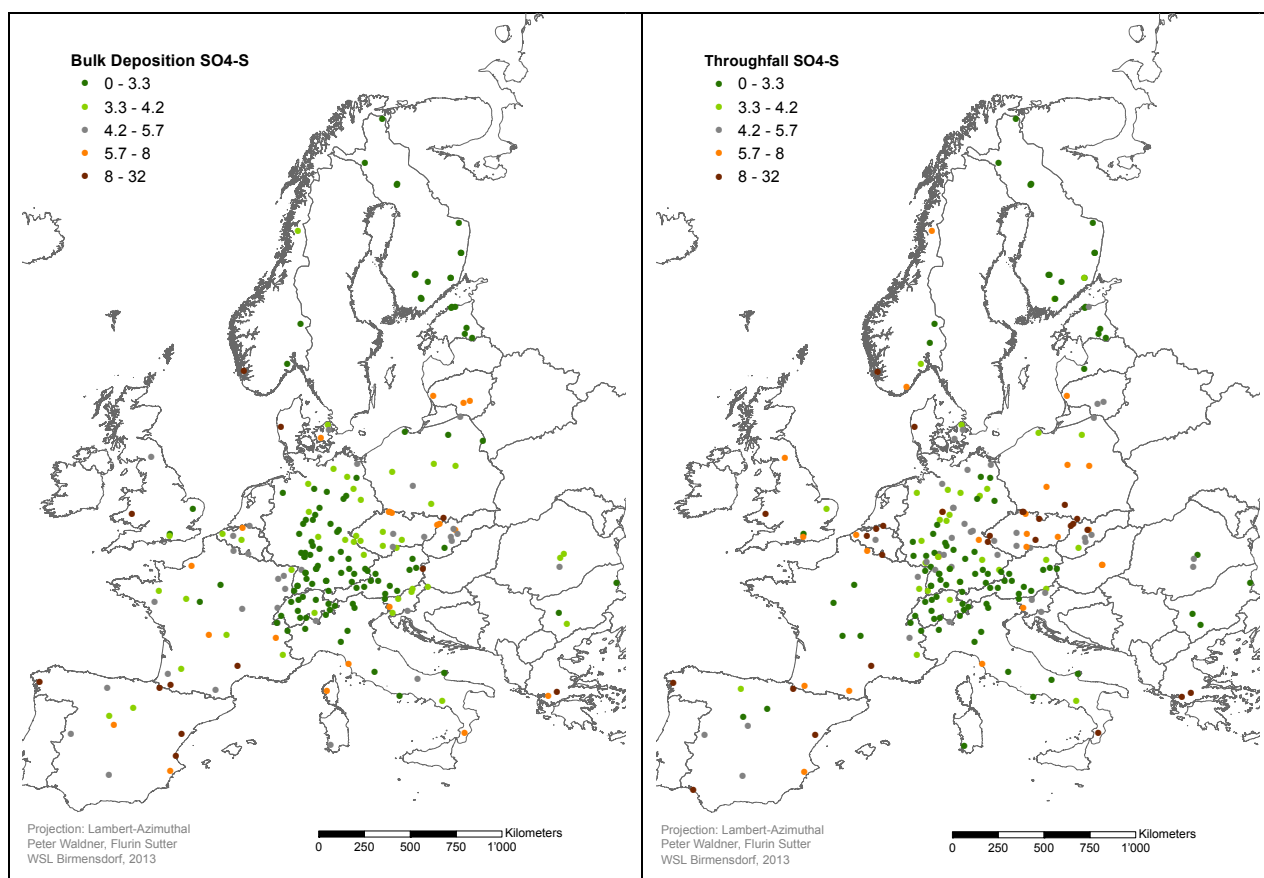 Bulk Deposition SO4-S
0 - 3.3
3.3 - 4.2
4.2 - 5.7
5.7 - 8
8 - 32
Projection: Lambert-Azimuthal
Peter Waldner, Flurin Sutter
WSL Birmensdorf, 2013
Kilometers
0 250 500 750 1'000
Throughfall SO4-S
0 - 3.3
3.3 - 4.2
4.2 - 5.7
5.7 - 8
8 - 32
Projection: Lambert-Azimuthal
Peter Waldner, Flurin Sutter
WSL Birmensdorf, 2013
Kilometers
0 250 500 750 1'000